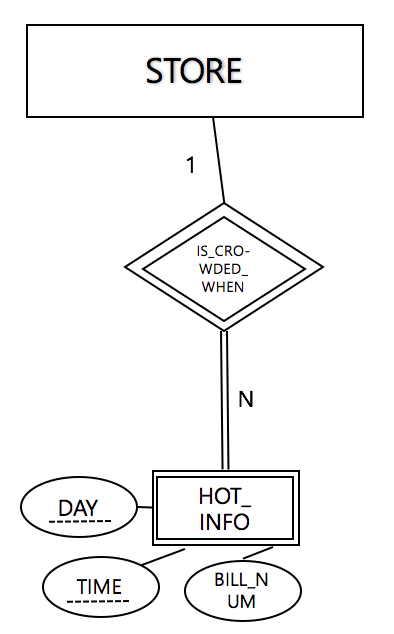 STORE
1
IS_CRO-
WDED_
WHEN
N
HOT_
INFO
DAY
TIME
BILL_N
UM